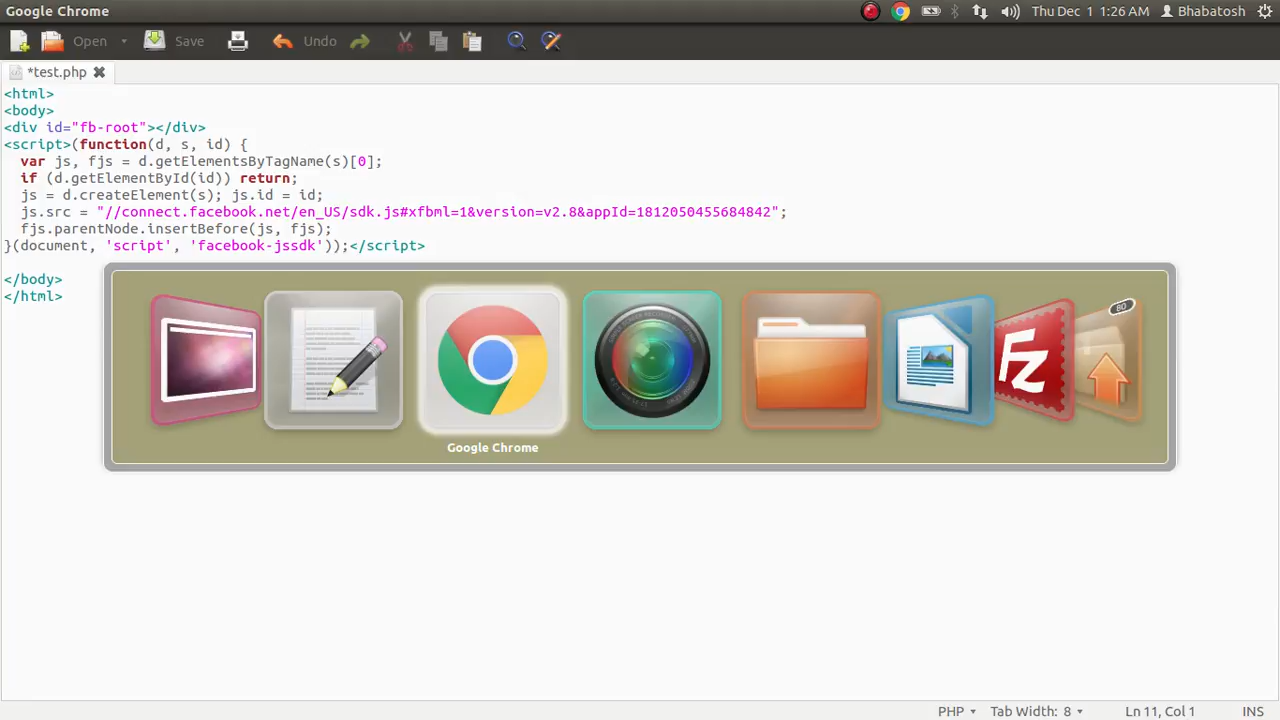 Google Chrome
Thu Dec 1 1:26 AM
Bhabatosh
Open
Save
Undo
*test.php
<html>
<body>
<div id="fb-root"></div>
<script>(function(d, s, id) {
  var js, fjs = d.getElementsByTagName(s)[0];
  if (d.getElementById(id)) return;
  js = d.createElement(s); js.id = id;
  js.src = "//connect.facebook.net/en_US/sdk.js#xfbml=1&version=v2.8&appId=1812050455684842";
  fjs.parentNode.insertBefore(js, fjs);
}(document, 'script', 'facebook-jssdk'));</script>
</body>
</html>
80
Fz
Google Chrome
PHP
Tab Width: 8
Ln 11, Col 1
INS